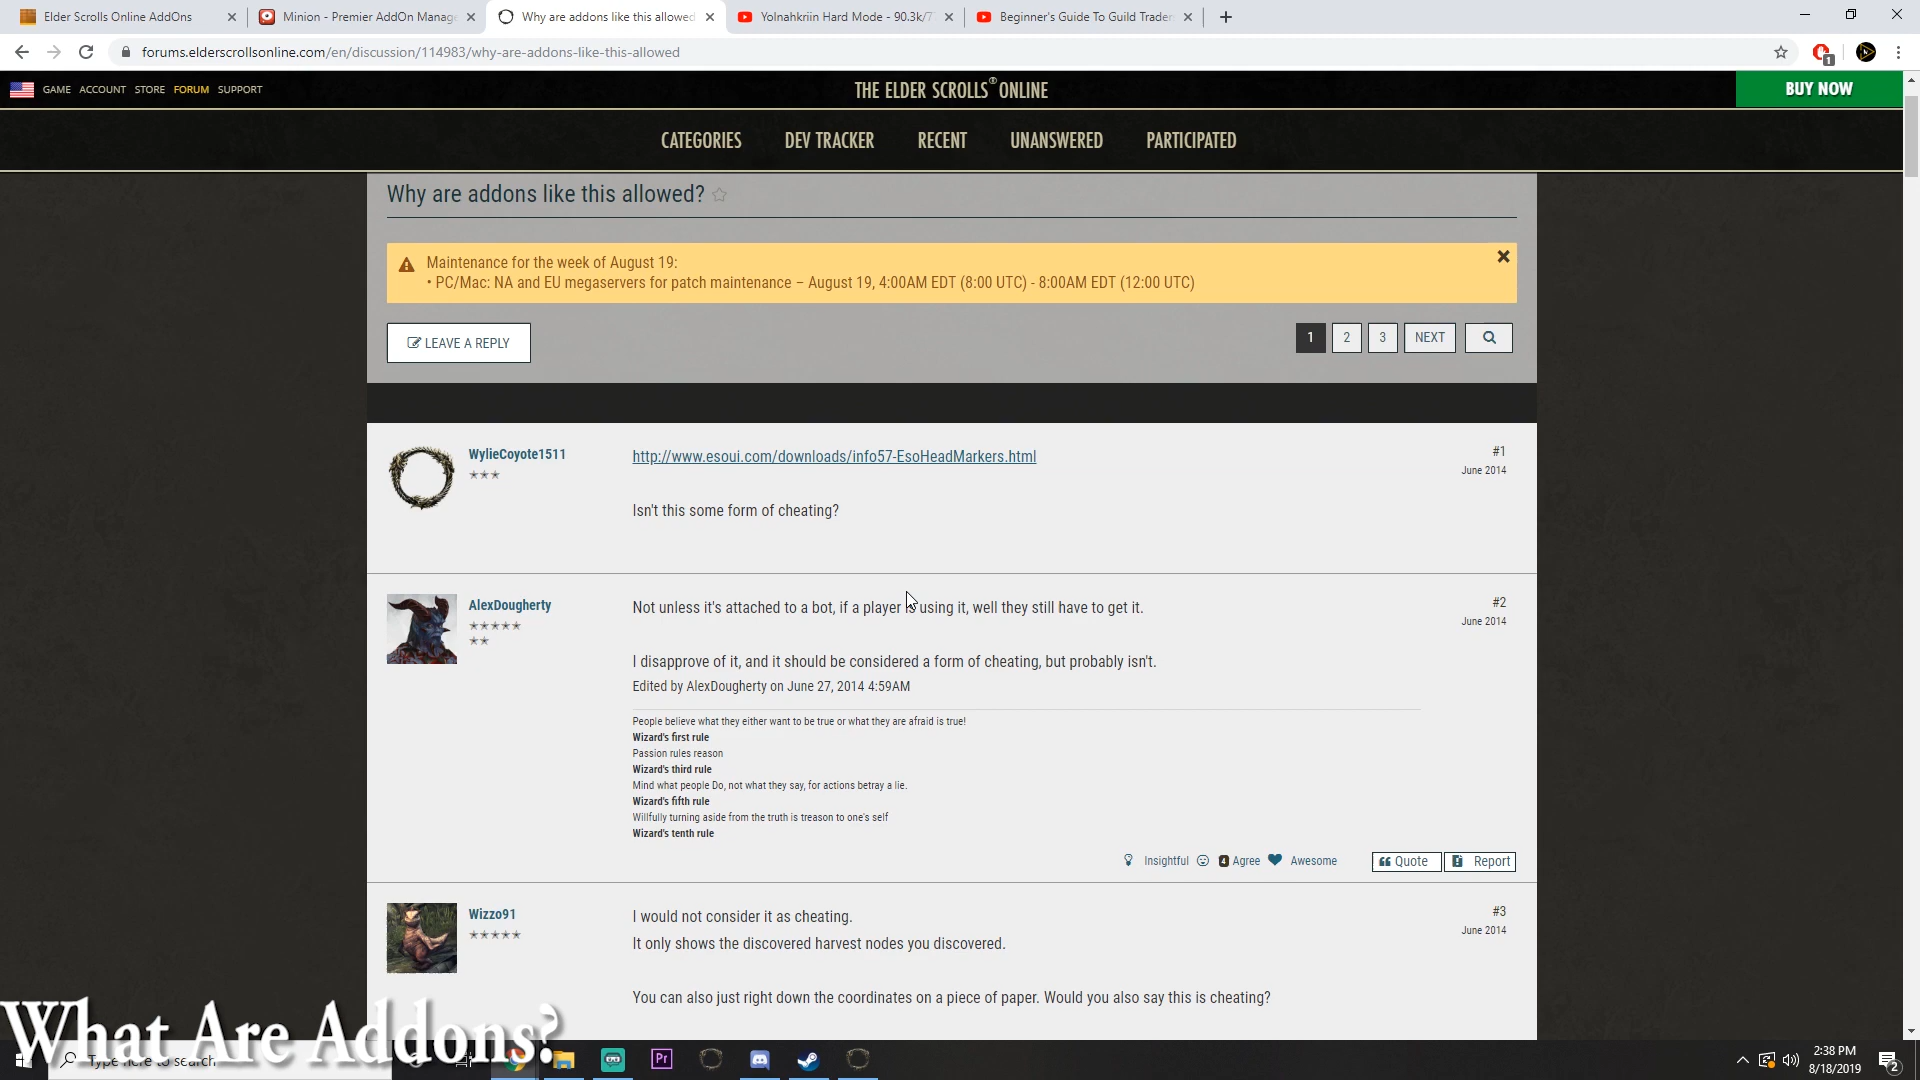 Elder Scrolls Online AddOns
Minion - Premier AddOn Manage
Why are addons like this allowed
Yolnahkriin Hard Mode - 90.3k/7
Beginner's Guide To Guild Trader
forums.elderscrollsonline.com/en/discussion/114983/why-are-addons-like-this-allowed
1
GAME ACCOUNT STORE FORUM SUPPORT
THE ELDER SCROLLS® ONLINE
BUY NOW
CATEGORIES DEV TRACKER RECENT UNANSWERED PARTICIPATED
Why are addons like this allowed?
Maintenance for the week of August 19:
• PC/Mac: NA and EU megaservers for patch maintenance – August 19, 4:00AM EDT (8:00 UTC) - 8:00AM EDT (12:00 UTC)
LEAVE A REPLY
1 2 3 NEXT
WylieCoyote1511
http://www.esoui.com/downloads/info57-EsoHeadMarkers.html
#1
June 2014
Isn't this some form of cheating?
AlexDougherty
Not unless it's attached to a bot, if a player using it, well they still have to get it.
#2
June 2014
I disapprove of it, and it should be considered a form of cheating, but probably isn't.
Edited by AlexDougherty on June 27, 2014 4:59AM
People believe what they either want to be true or what they are afraid is true!
Wizard's first rule
Passion rules reason
Wizard's third rule
Mind what people Do, not what they say, for actions betray a lie.
Wizard's fifth rule
Willfully turning aside from the truth is treason to one's self
Wizard's tenth rule
Insightful 4 Agree Awesome Quote Report
Wizzo91
I would not consider it as cheating.
#3
June 2014
It only shows the discovered harvest nodes you discovered.
You can also just right down the coordinates on a piece of paper. Would you also say this is cheating?
What Are Addons?
Type here to search
Pr
2:38 PM
8/18/2019
2